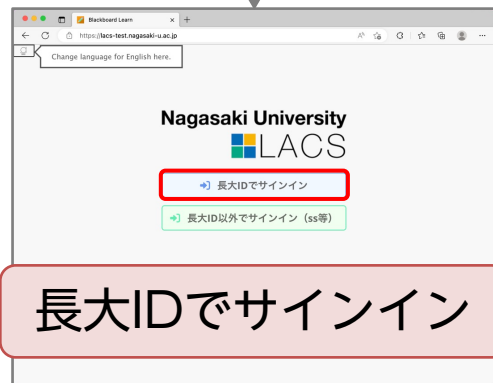 Blackboard Learn
https://lacs-test.nagasaki-u.ac.jp
Change language for English here.
Nagasaki University
LACS
長大IDでサインイン
長大ID以外でサインイン（ss等）
長大IDでサインイン